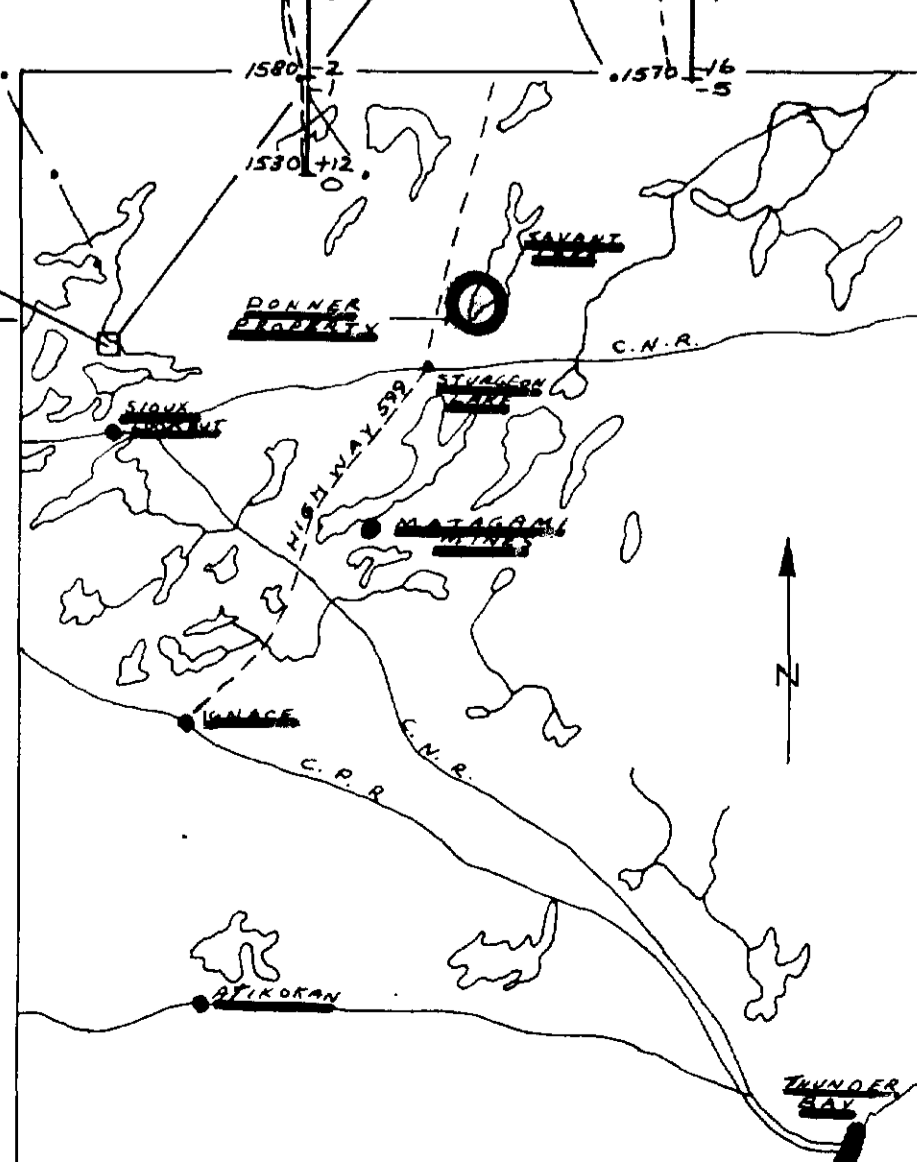 1580 -2
1570 -16
-5
1530 +12
SAVANT
LAKE
DONNER
PROPERTY
C.N.R.
STURGEON
LAKE
HIGHWAY 599
SIOUX
LOOKOUT
MATAGAMI
MINES
N
IGNACE
C.N.R.
C.P.R
ATIKOKAN
THUNDER
BAY